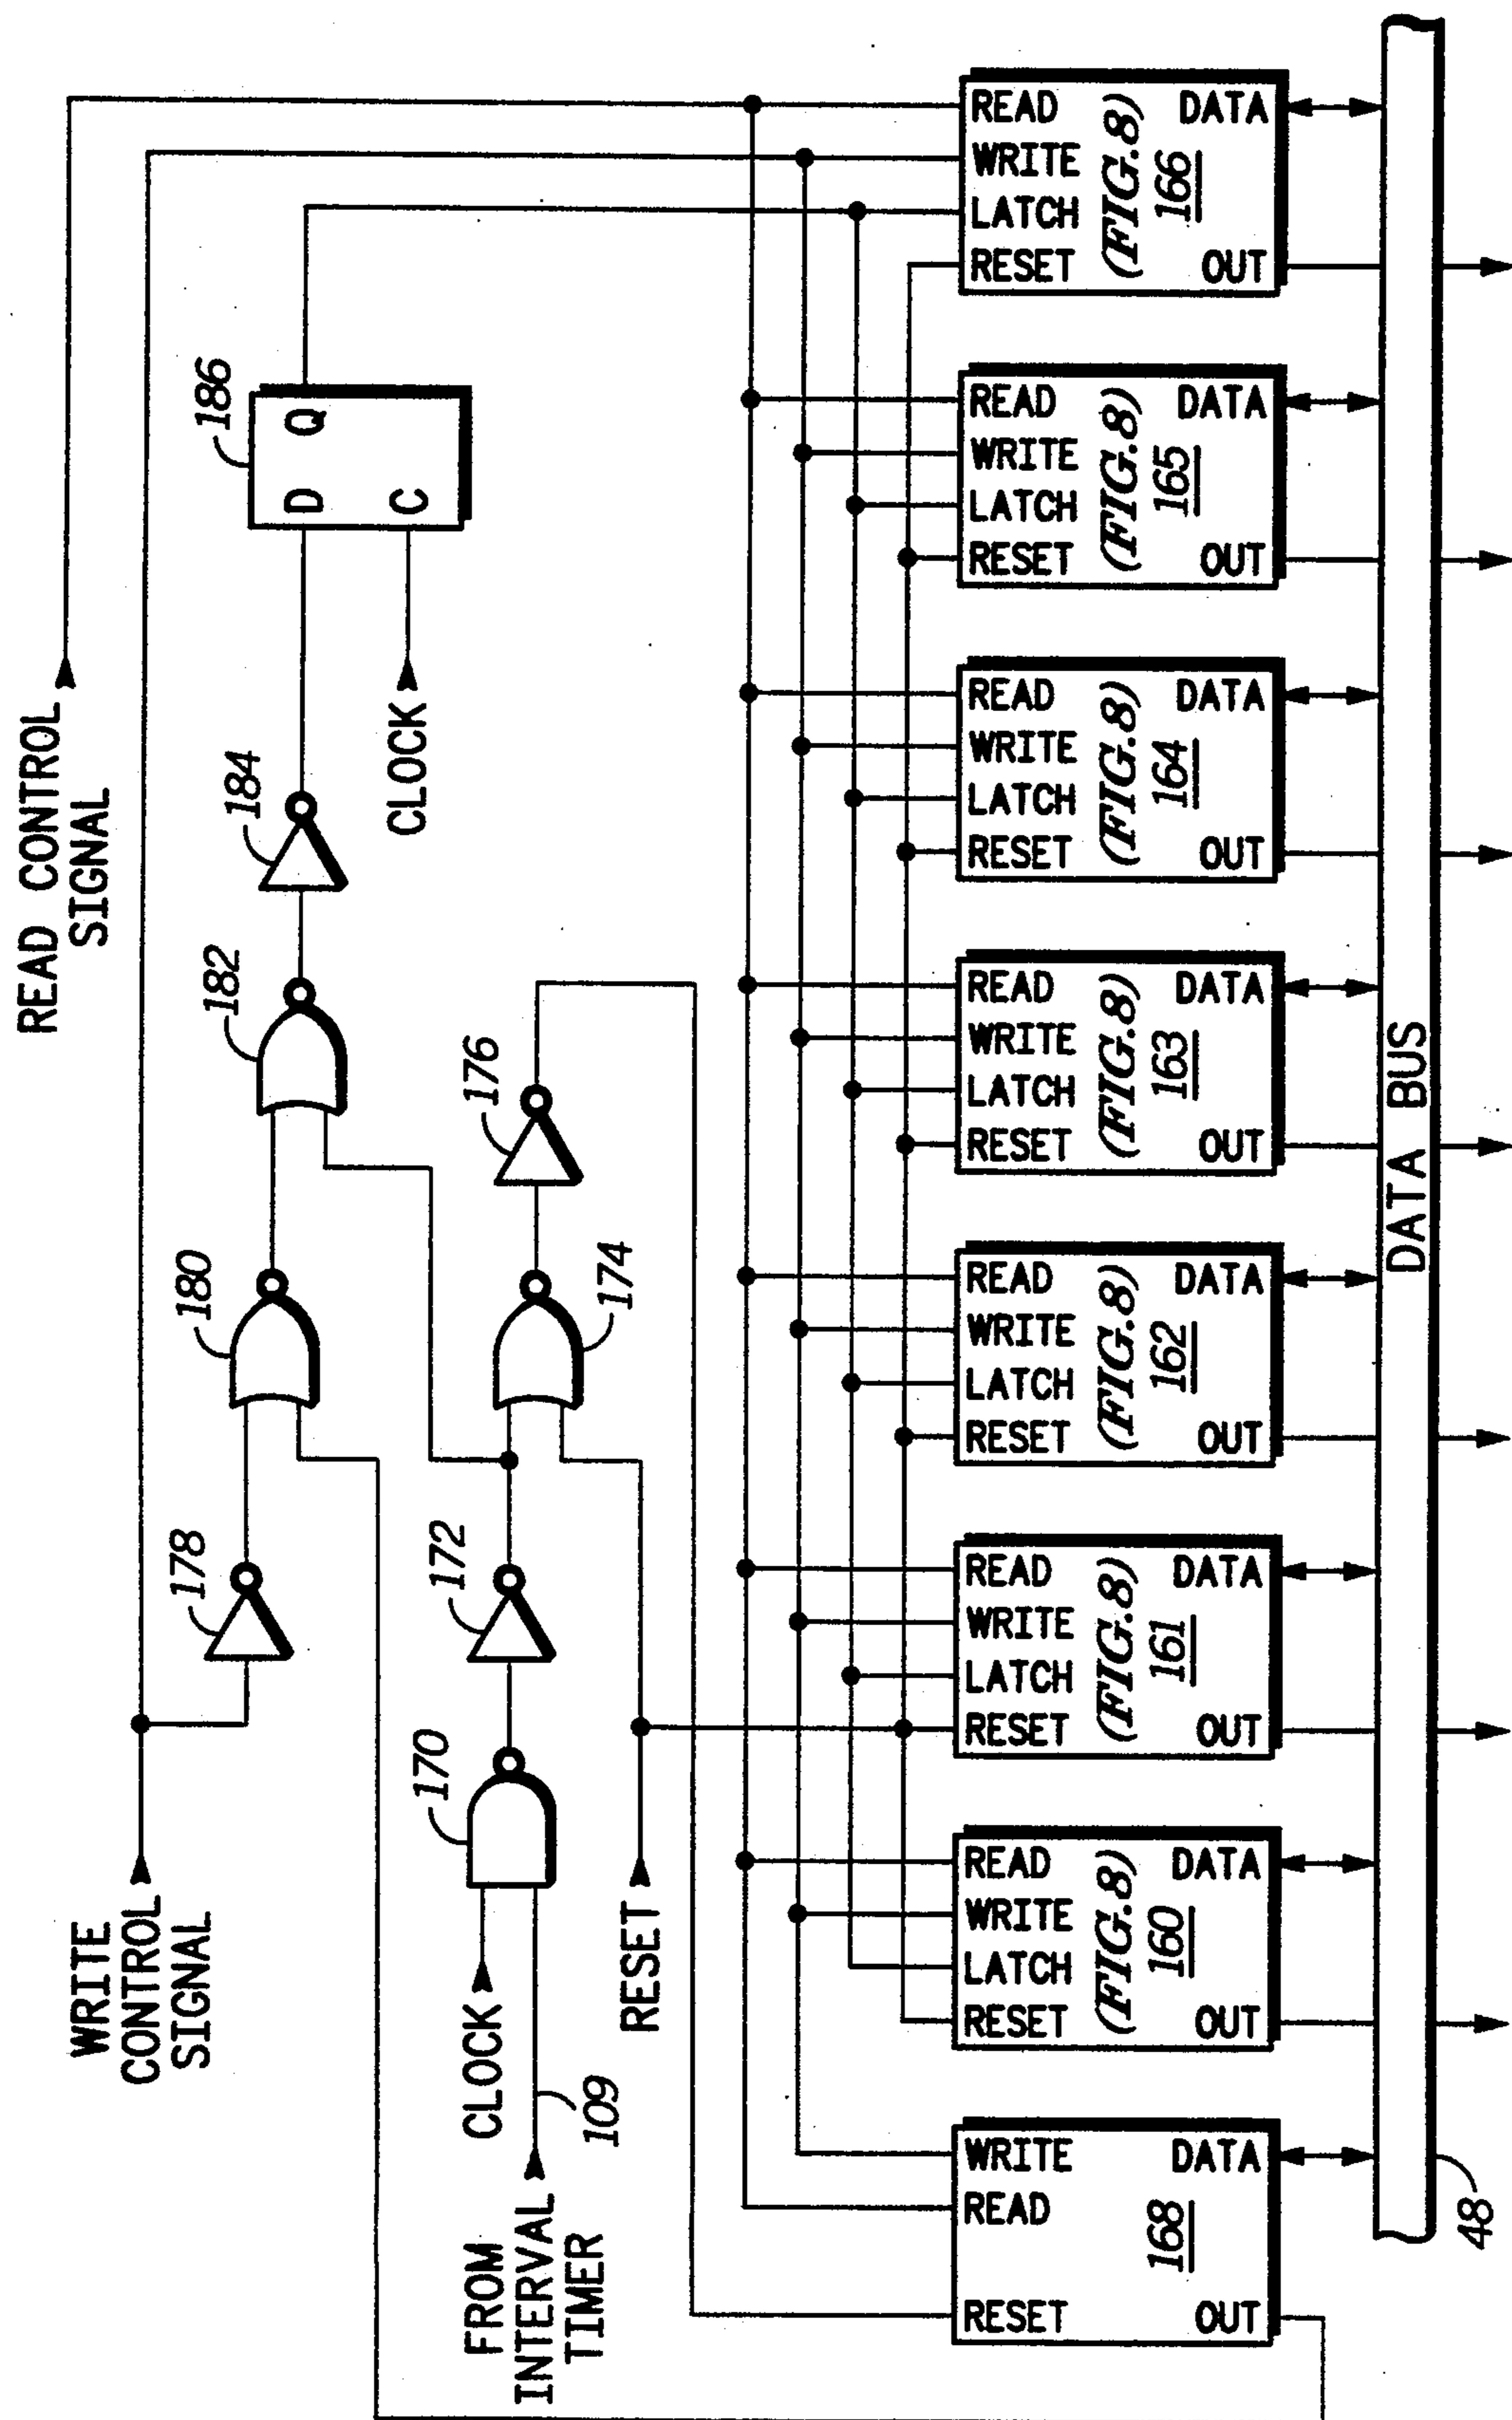 READ CONTROL
SIGNAL
WRITE
CONTROL
SIGNAL
178
180
182
184
186
D
Q
C
CLOCK
CLOCK
FROM
INTERVAL
TIMER
109
170
172
174
176
RESET
WRITE
READ
RESET
168
DATA
OUT
READ
WRITE
LATCH
RESET
(FIG.8)
160
DATA
OUT
READ
WRITE
LATCH
RESET
(FIG.8)
161
DATA
OUT
READ
WRITE
LATCH
RESET
(FIG.8)
162
DATA
OUT
READ
WRITE
LATCH
RESET
(FIG.8)
163
DATA
OUT
READ
WRITE
LATCH
RESET
(FIG.8)
164
DATA
OUT
READ
WRITE
LATCH
RESET
(FIG.8)
165
DATA
OUT
READ
WRITE
LATCH
RESET
(FIG.8)
166
DATA
OUT
DATA BUS
48